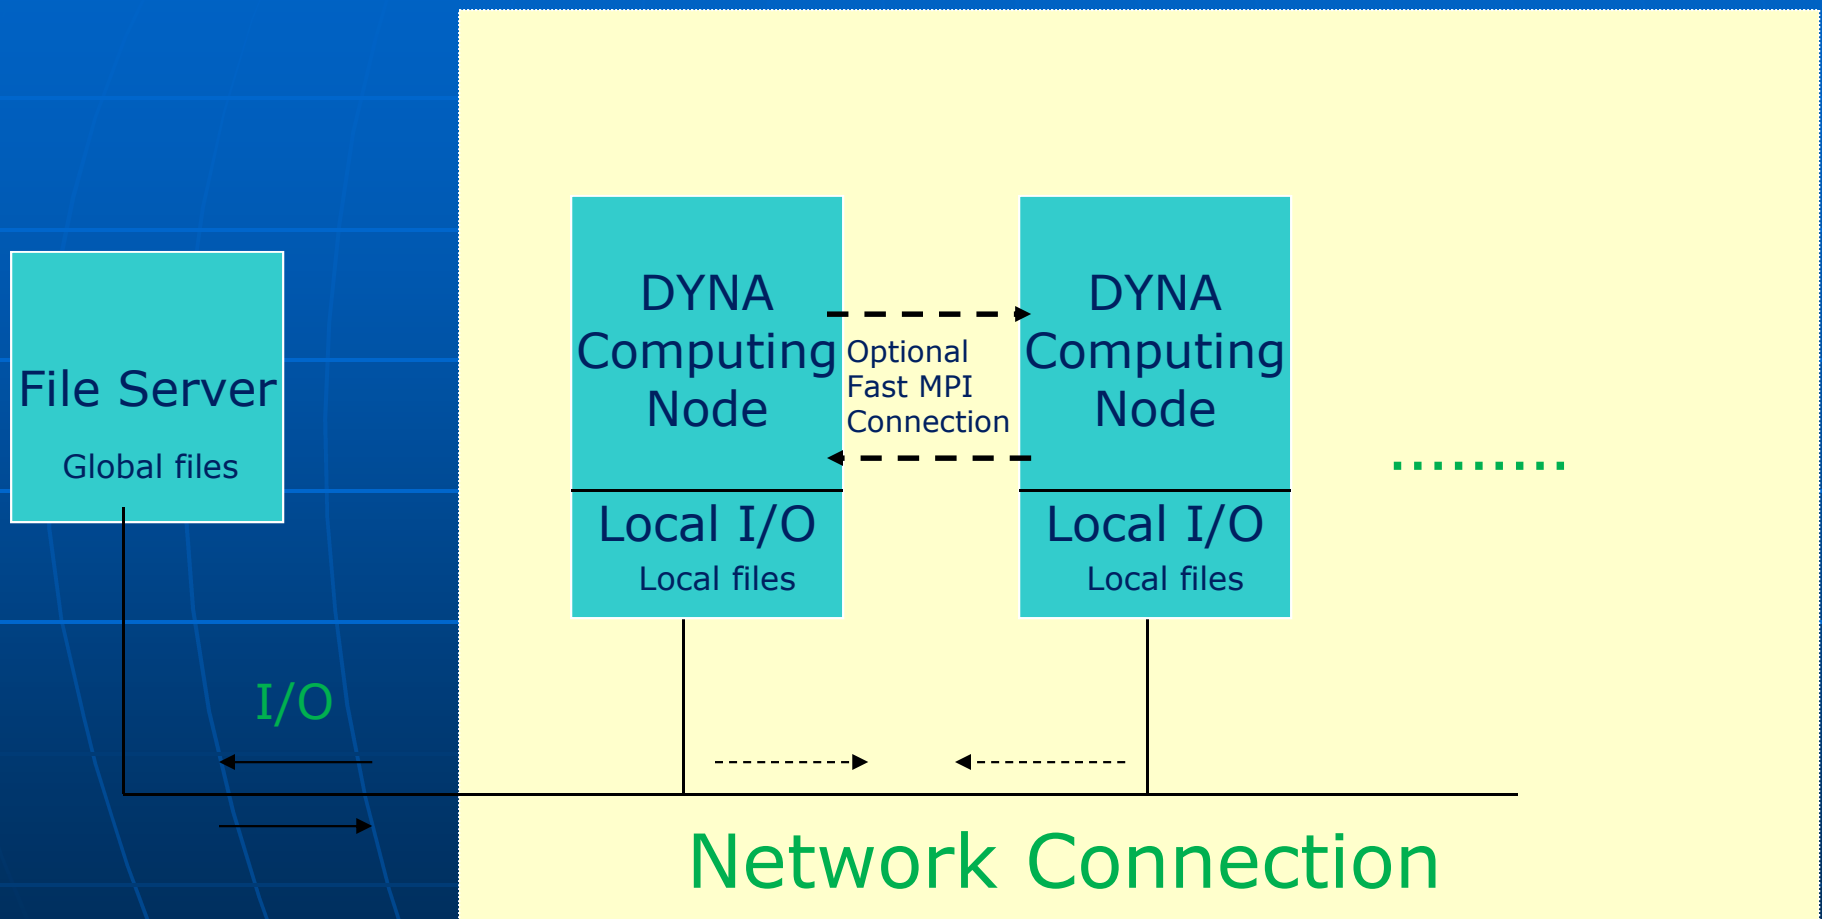 File Server
Global files
DYNA
Computing
Node
Local I/O
Local files
Optional
Fast MPI
Connection
DYNA
Computing
Node
Local I/O
Local files
.........
I/O
Network Connection